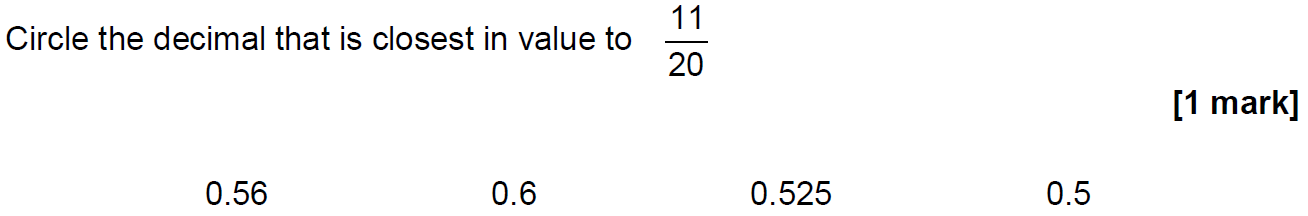 Circle the decimal that is closest in value to 11/20
[1 mark]
0.56 0.6 0.525 0.5